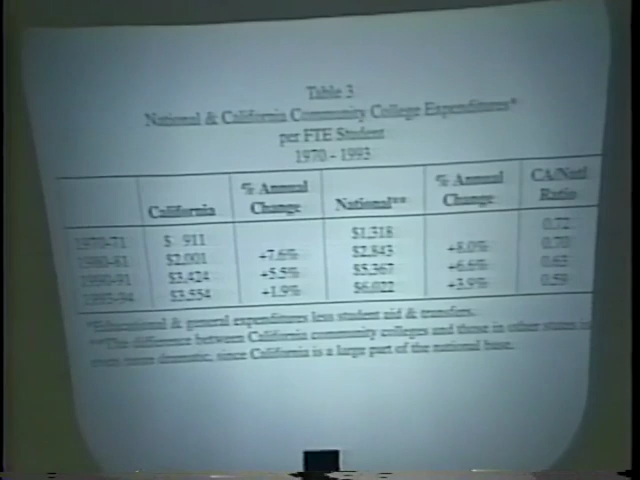 Table 3
National & California Community College Expenditures*
per FTE Student
1970 - 1993
California % Annual Change National** % Annual Change CA/Natl Ratio
1970-71 $ 911 $1,318 0.72
1980-81 $2,001 +7.6% $2,843 +8.0% 0.70
1990-91 $3,424 +5.5% $5,367 +6.6% 0.63
$3,554 +1.9% $6,022 +3.9% 0.59
*Educational & general expenditures less student aid & transfers.
**The difference between California community colleges and those in other states is
even more dramatic, since California is a large part of the national base.